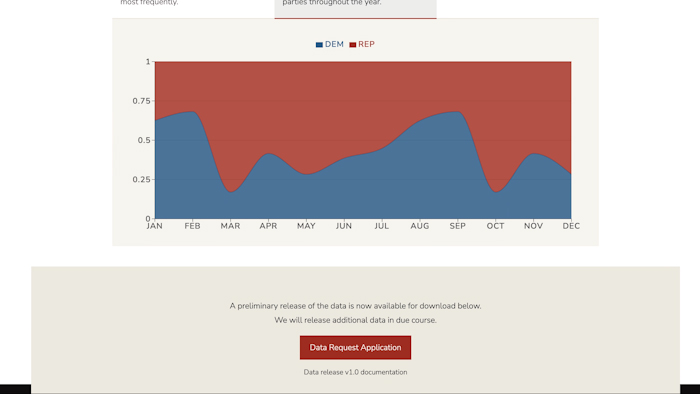 most frequently.
parties throughout the year.
DEM REP
1
0.75
0.5
0.25
0
JAN FEB MAR APR MAY JUN JUL AUG SEP OCT NOV DEC
A preliminary release of the data is now available for download below.
We will release additional data in due course.
Data Request Application
Data release v1.0 documentation